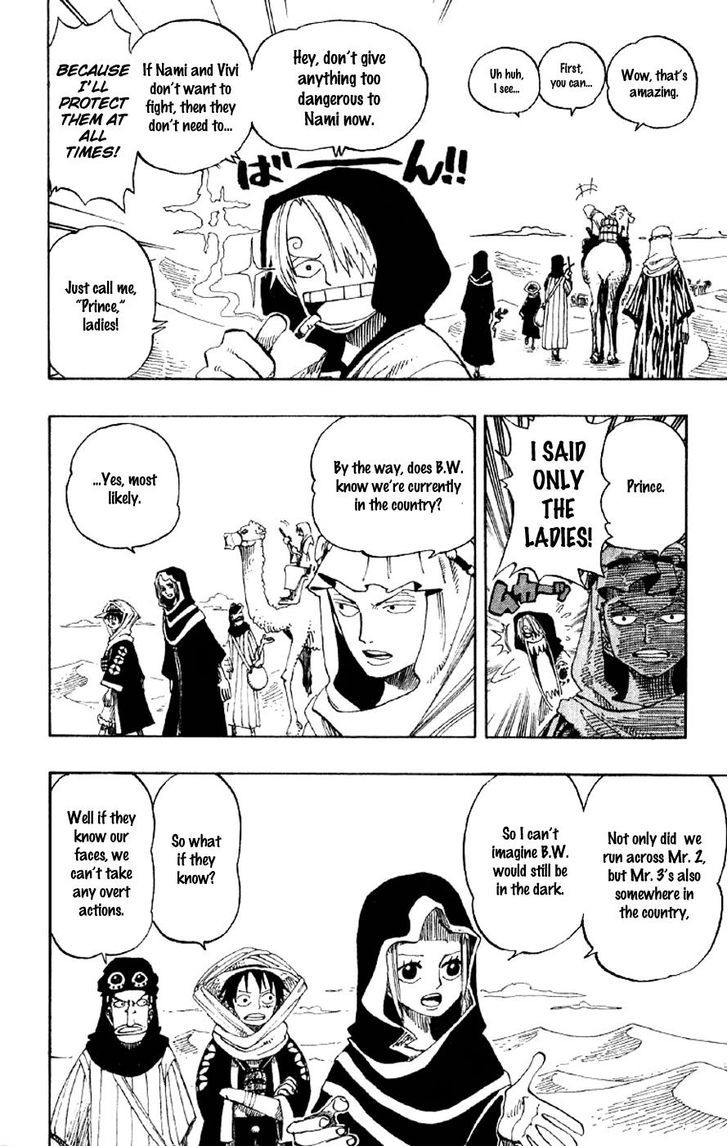 Wow, that's
amazing.
First,
you can...
Uh huh,
I see...
Hey, don't give
anything too
dangerous to
Nami now.
If Nami and Vivi
don't want to
fight, then they
don't need to...
BECAUSE
I'LL
PROTECT
THEM AT
ALL
TIMES!
ばーん!!
Just call me,
"Prince,"
ladies!
Prince.
I SAID
ONLY
THE
LADIES!
ムカッ
By the way, does B.W.
know we're currently
in the country?
...Yes, most
likely.
Not only did we
run across Mr. 2,
but Mr. 3's also
somewhere in
the country,
So I can't
imagine B.W.
would still be
in the dark.
So what
if they
know?
Well if they
know our
faces, we
can't take
any overt
actions.